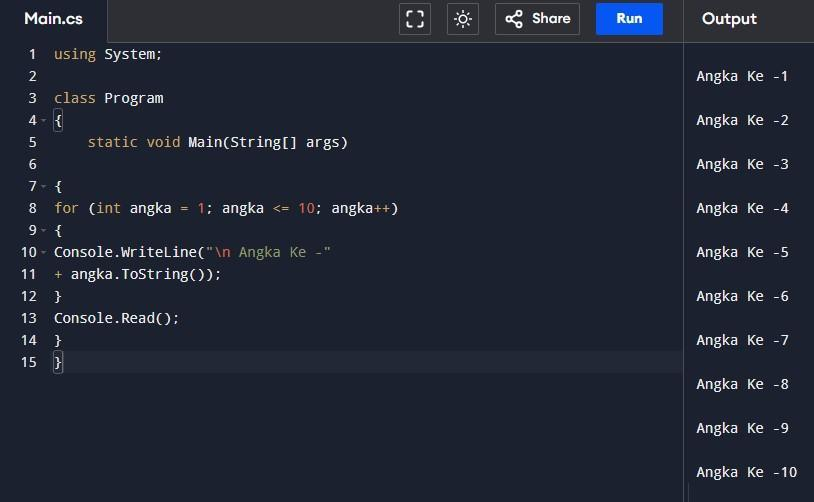 Main.cs
Share
Run
Output
1 using System;
2
3 class Program
4 {
5     static void Main(String[] args)
6
7 {
8 for (int angka = 1; angka <= 10; angka++)
9 {
10 Console.WriteLine("\n Angka Ke -"
11 + angka.ToString());
12 }
13 Console.Read();
14 }
15 }
Angka Ke -1
Angka Ke -2
Angka Ke -3
Angka Ke -4
Angka Ke -5
Angka Ke -6
Angka Ke -7
Angka Ke -8
Angka Ke -9
Angka Ke -10